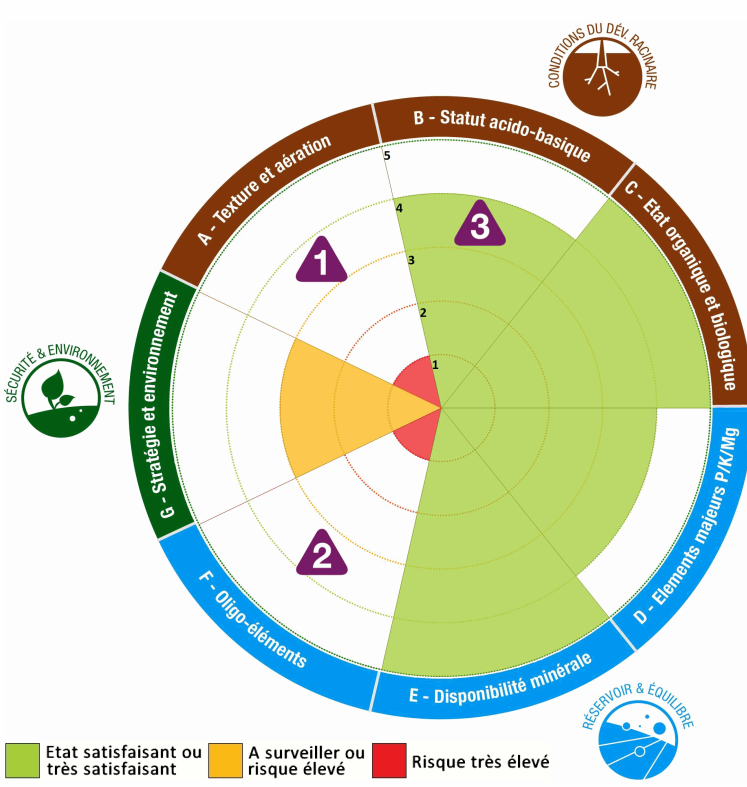 CONDITIONS DU DÉV. RACINAIRE
B - Statut acido-basique
A - Texture et aération
C - Etat organique et biologique
5
4
3
3
1
2
1
SÉCURITÉ & ENVIRONNEMENT
G - Stratégie et environnement
D - Elements majeurs P/K/Mg
2
F - Oligo-éléments
E - Disponibilité minérale
RÉSERVOIR & ÉQUILIBRE
Etat satisfaisant ou
très satisfaisant
A surveiller ou
risque élevé
Risque très élevé